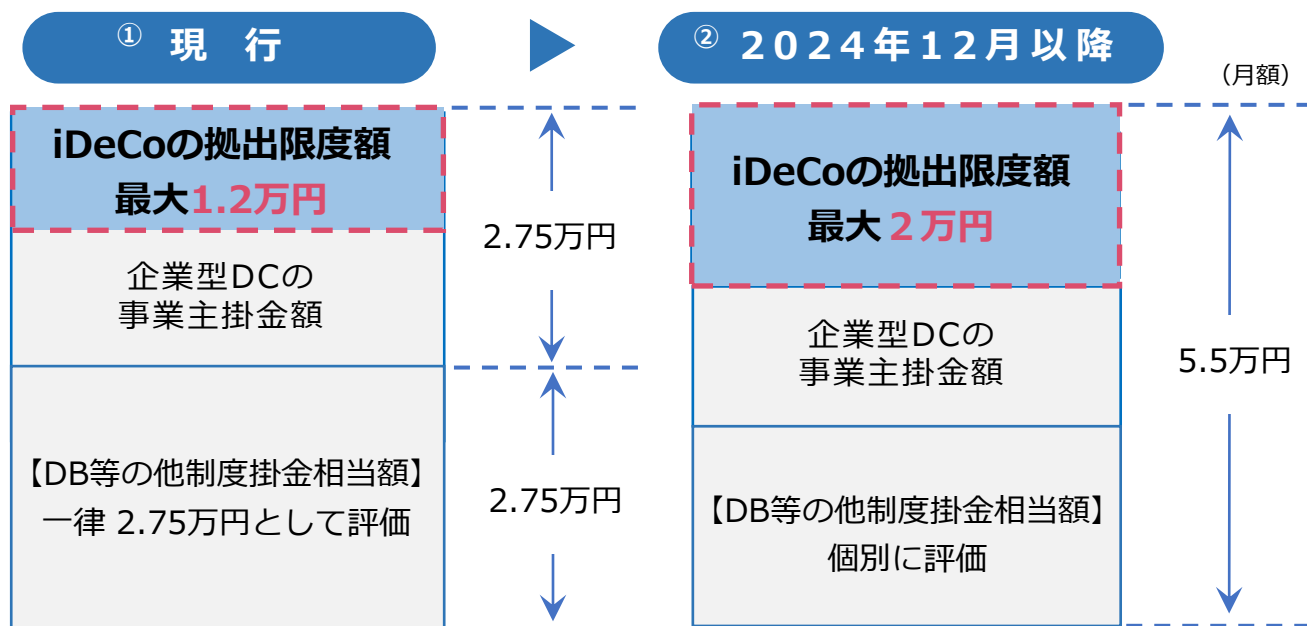 ① 現 行
② 2024年12月以降
（月額）
iDeCoの拠出限度額
最大1.2万円
企業型DCの
事業主掛金額
【DB等の他制度掛金相当額】
一律 2.75万円として評価
2.75万円
2.75万円
iDeCoの拠出限度額
最大２万円
企業型DCの
事業主掛金額
【DB等の他制度掛金相当額】
個別に評価
5.5万円